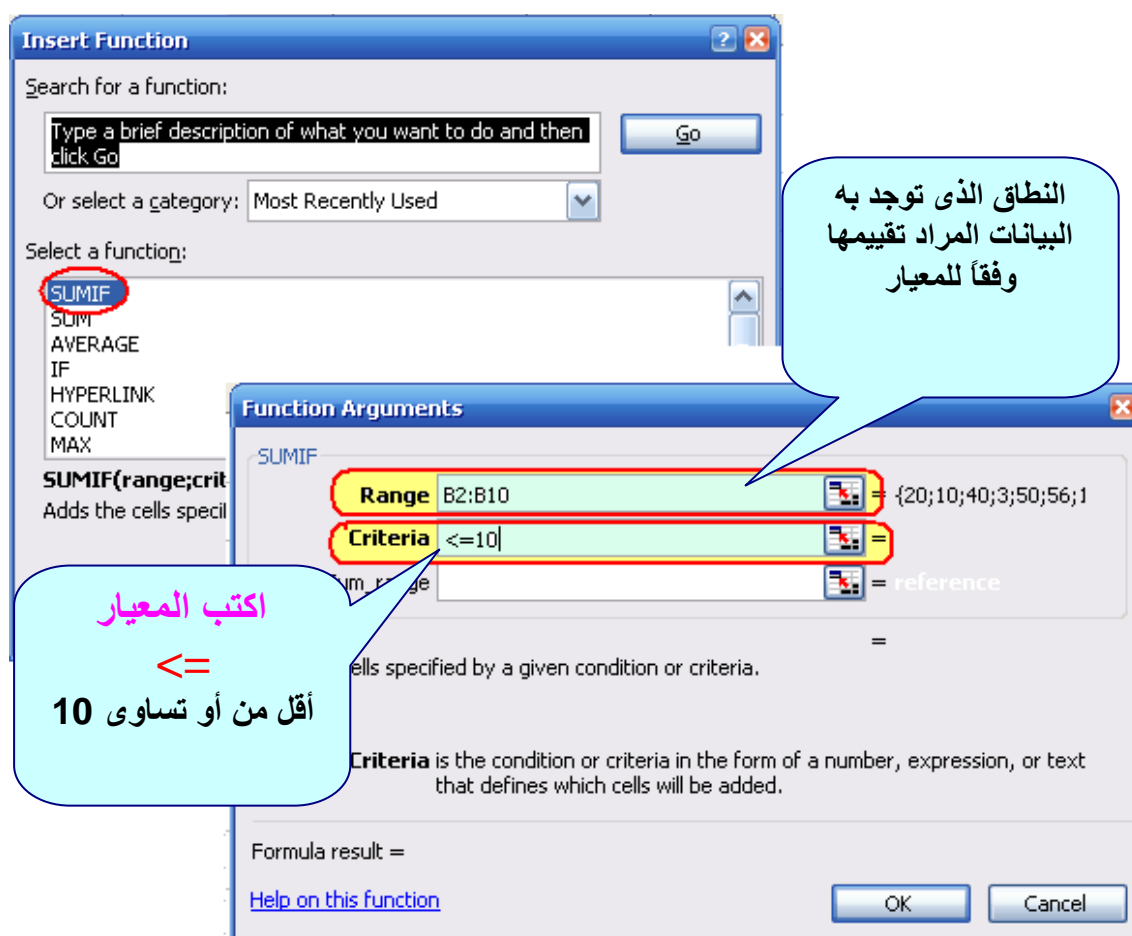 Insert Function
Search for a function:
Type a brief description of what you want to do and then
click Go
Go
Or select a category: Most Recently Used
Select a function:
SUMIF
SUM
AVERAGE
IF
HYPERLINK
COUNT
MAX
SUMIF(range;crit
Adds the cells specif
النطاق الذى توجد به
البيانات المراد تقييمها
وفقاً للمعيار
Function Arguments
SUMIF
Range B2:B10 = {20;10;40;3;50;56;1
Criteria <=10 =
um_range = reference
=
ells specified by a given condition or criteria.
اكتب المعيار
<=
أقل من أو تساوى 10
Criteria is the condition or criteria in the form of a number, expression, or text
that defines which cells will be added.
Formula result =
Help on this function
OK
Cancel